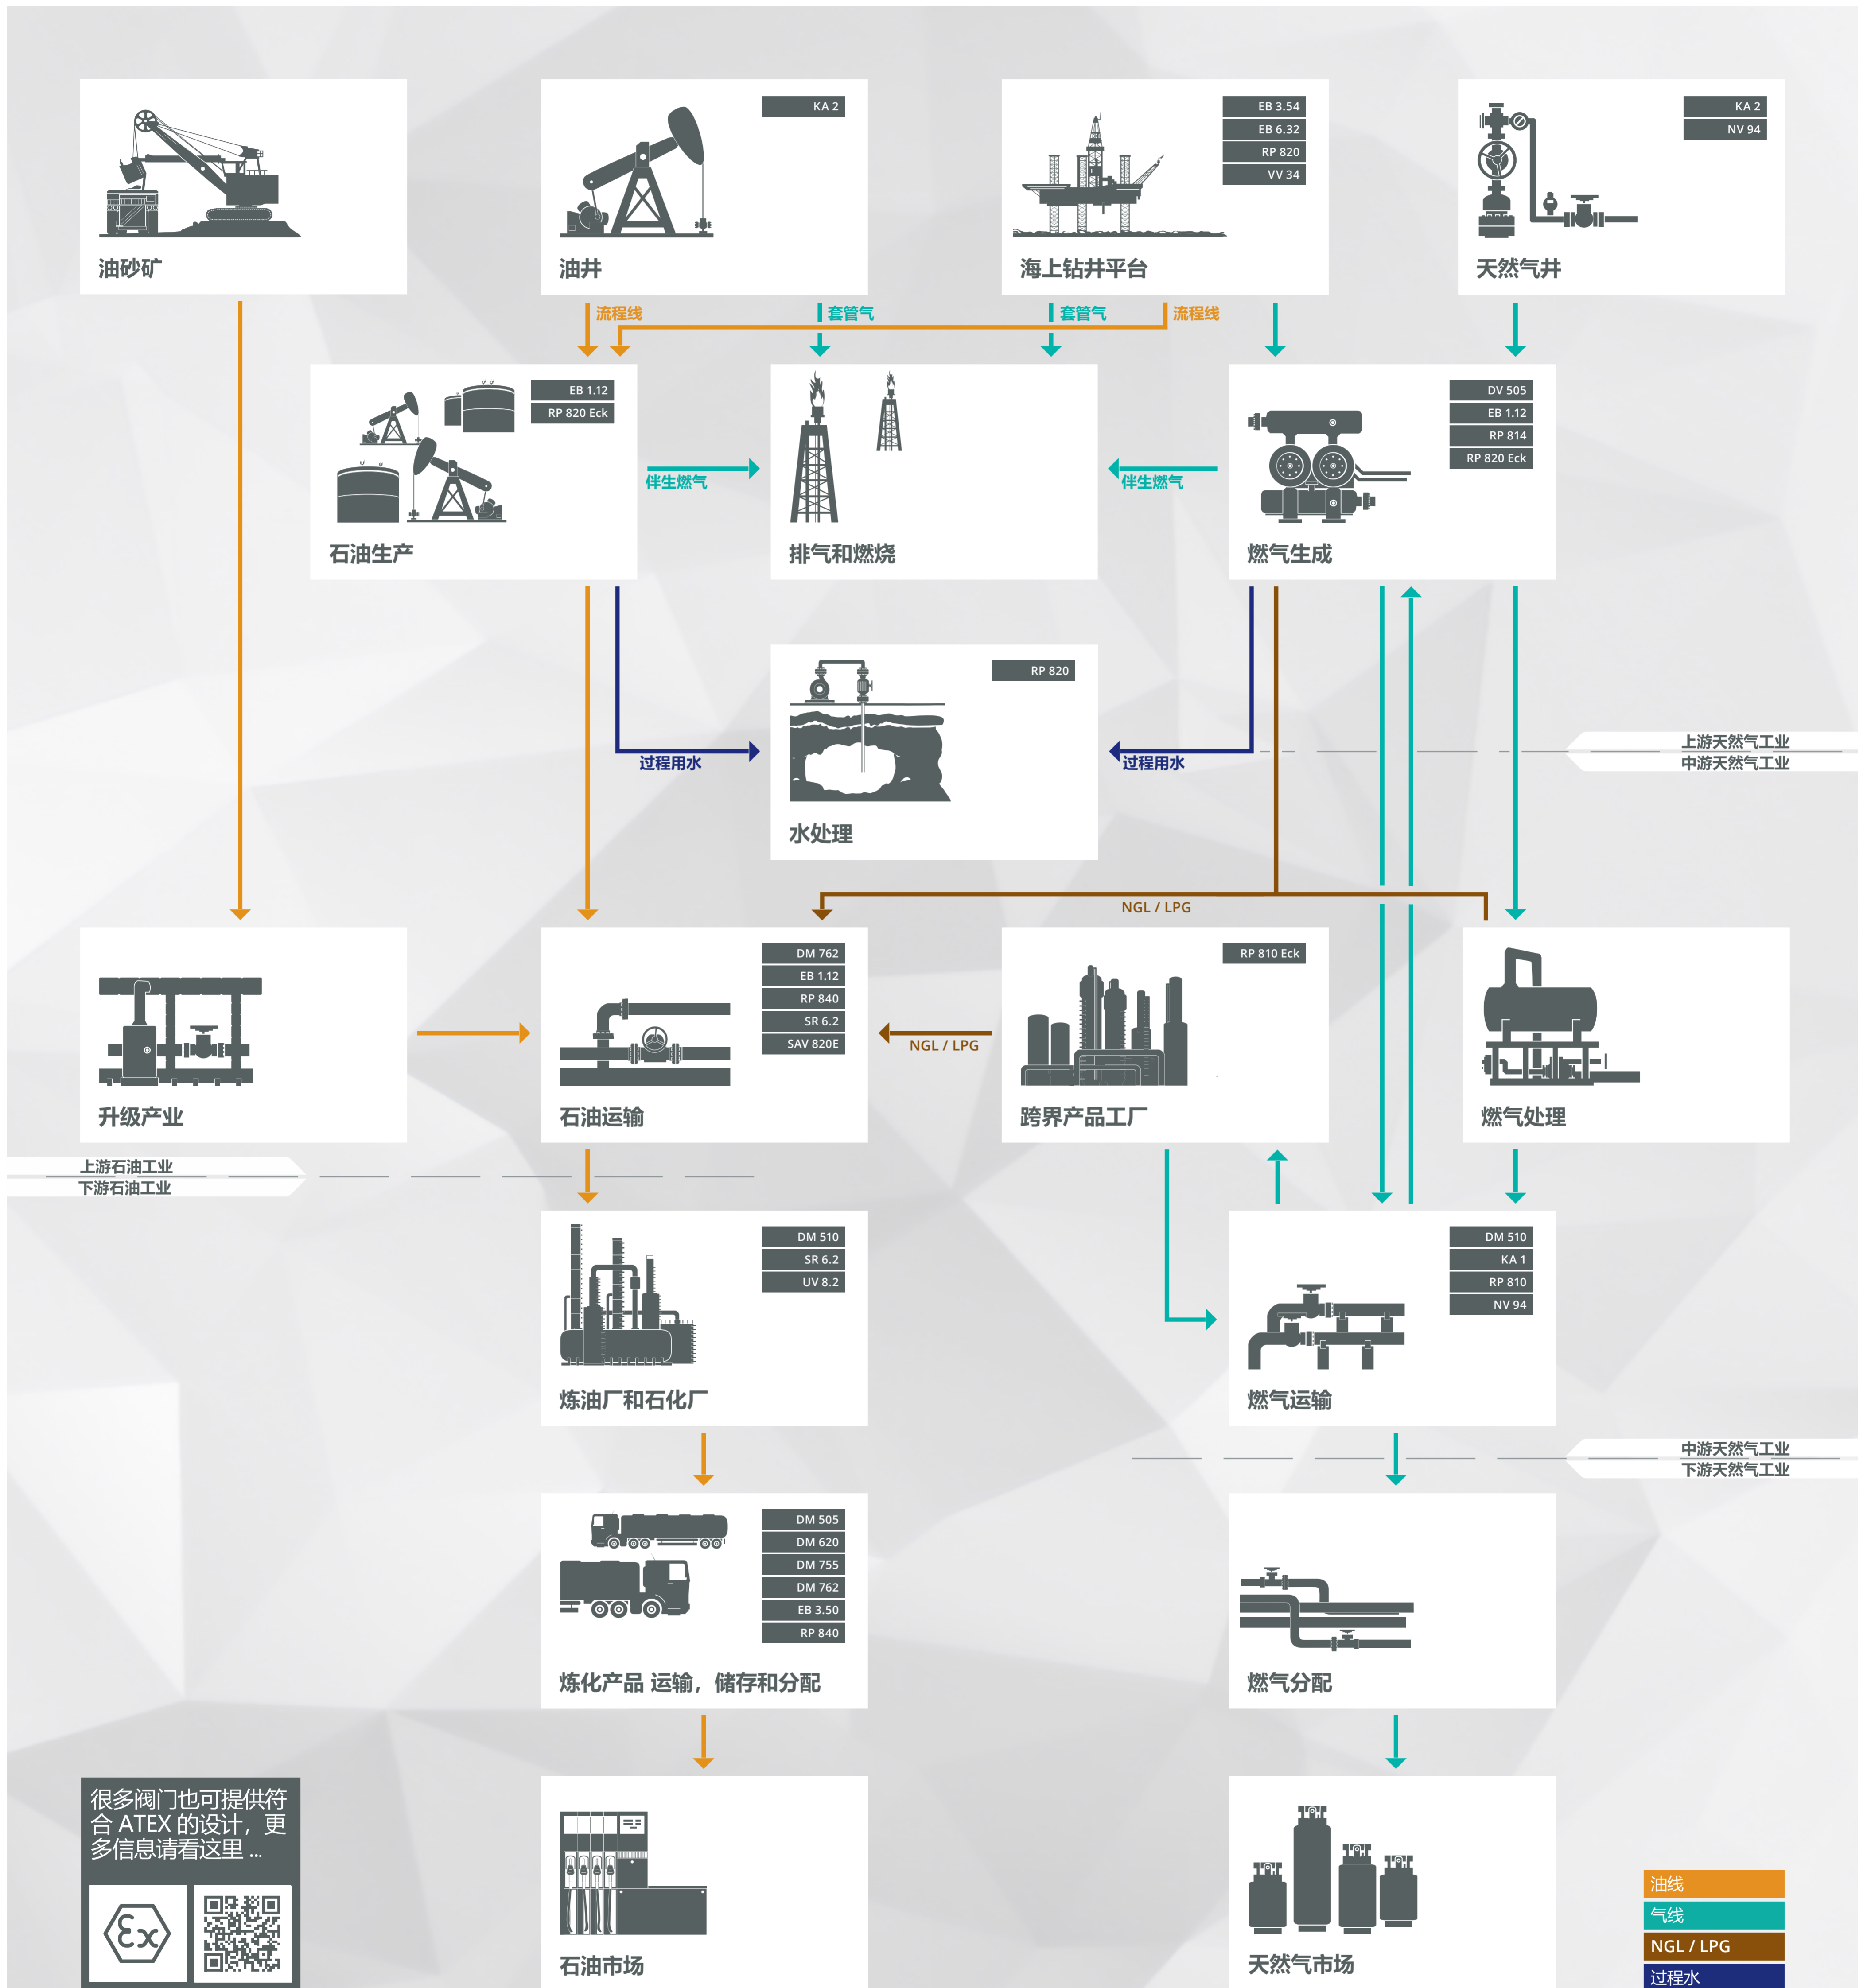 KA 2
EB 3.54
EB 6.32
RP 820
VV 34
KA 2
NV 94
油砂矿
油井
海上钻井平台
天然气井
流程线
套管气
套管气
流程线
EB 1.12
RP 820 Eck
DV 505
EB 1.12
RP 814
RP 820 Eck
伴生燃气
伴生燃气
石油生产
排气和燃烧
燃气生成
RP 820
过程用水
过程用水
上游天然气工业
中游天然气工业
水处理
NGL / LPG
DM 762
EB 1.12
RP 840
SR 6.2
SAV 820E
RP 810 Eck
NGL / LPG
升级产业
石油运输
跨界产品工厂
燃气处理
上游石油工业
下游石油工业
DM 510
SR 6.2
UV 8.2
DM 510
KA 1
RP 810
NV 94
炼油厂和石化厂
燃气运输
中游天然气工业
下游天然气工业
DM 505
DM 620
DM 755
DM 762
EB 3.50
RP 840
炼化产品 运输，储存和分配
燃气分配
很多阀门也可提供符
合 ATEX 的设计，更
多信息请看这里 ...
Ex
石油市场
天然气市场
油线
气线
NGL / LPG
过程水